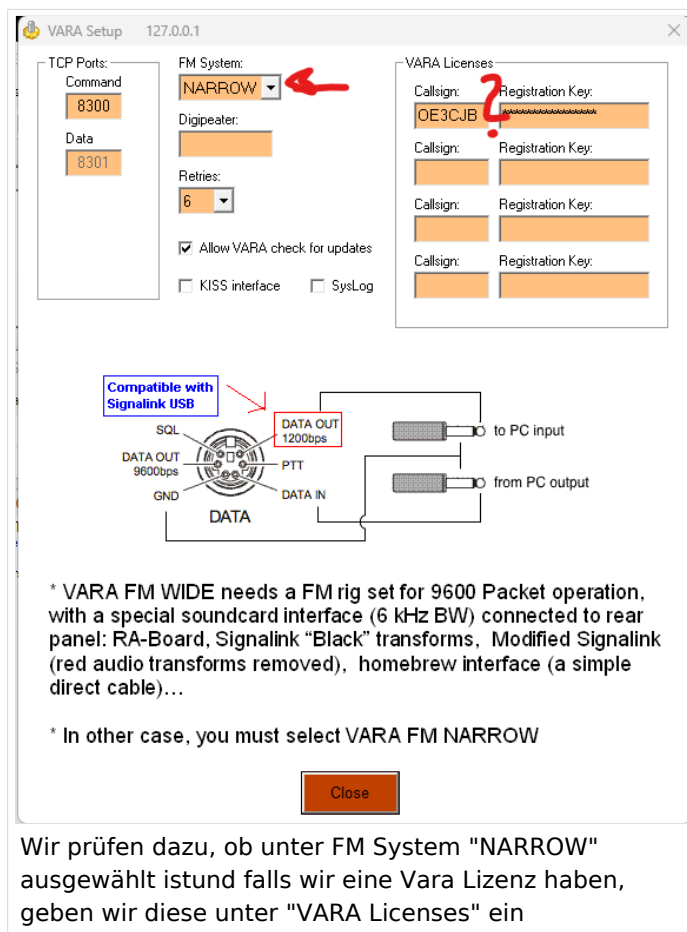 VARA Setup 127.0.0.1
TCP Ports:
Command
8300
Data
8301
FM System:
NARROW
Digipeater:
Retries:
6
Allow VARA check for updates
KISS interface SysLog
VARA Licenses
Callsign: Registration Key:
OE3CJB ?
Callsign: Registration Key:
Callsign: Registration Key:
Callsign: Registration Key:
Compatible with
Signalink USB
SQL
DATA OUT
9600bps
GND
DATA OUT
1200bps
PTT
DATA IN
DATA
to PC input
from PC output
* VARA FM WIDE needs a FM rig set for 9600 Packet operation,
with a special soundcard interface (6 kHz BW) connected to rear
panel: RA-Board, Signalink “Black” transforms, Modified Signalink
(red audio transforms removed), homebrew interface (a simple
direct cable)…
* In other case, you must select VARA FM NARROW
Close
Wir prüfen dazu, ob unter FM System "NARROW"
ausgewählt istund falls wir eine Vara Lizenz haben,
geben wir diese unter "VARA Licenses" ein